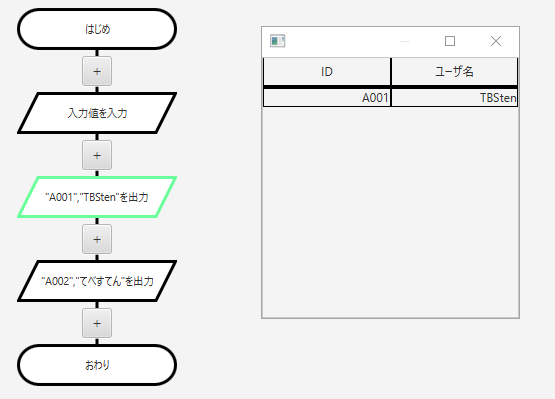 はじめ
+
入力値を入力
+
"A001","TBSten"を出力
+
"A002","てべすてん"を出力
+
おわり
ID ユーザ名
A001 TBSten